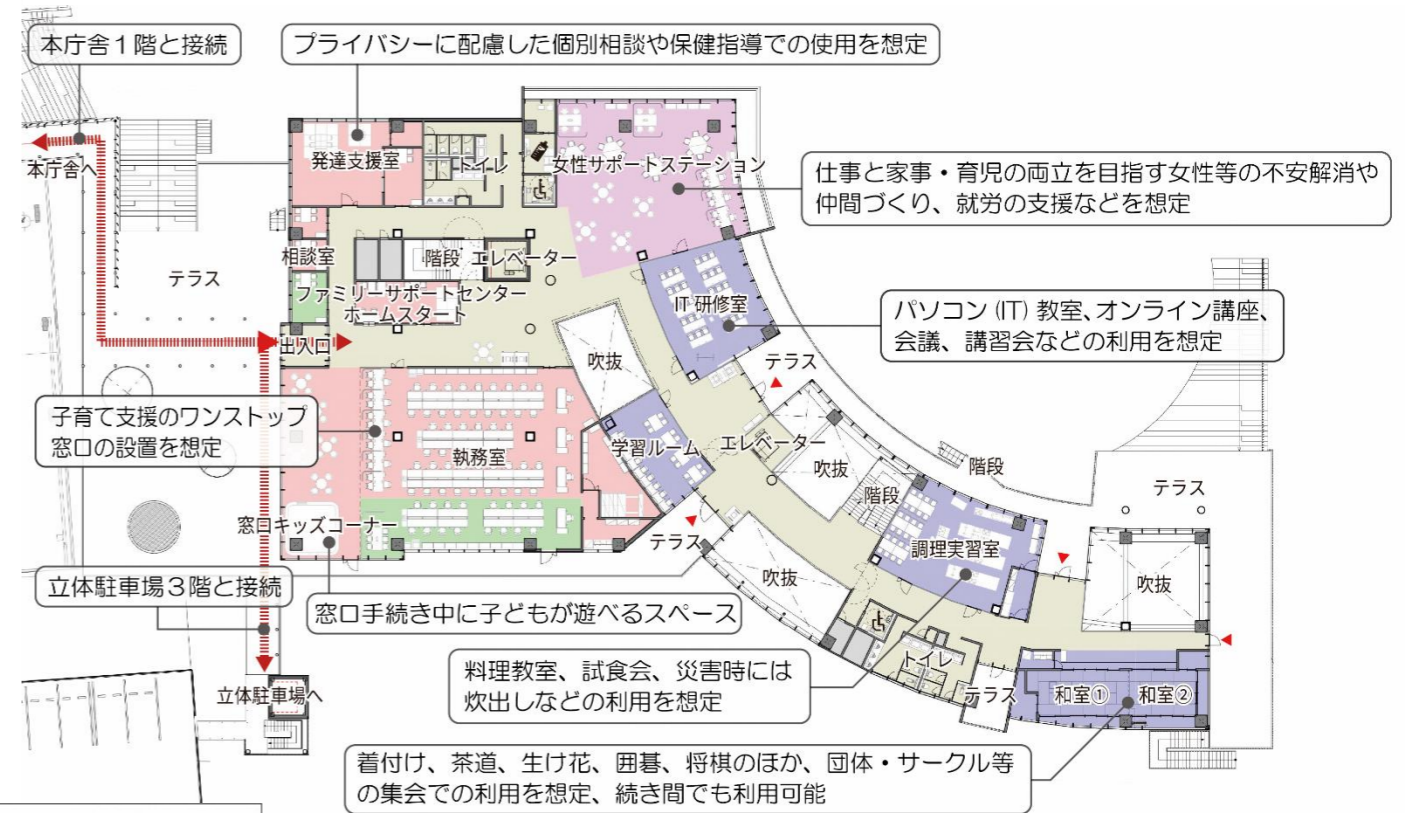 本庁舎１階と接続
プライバシーに配慮した個別相談や保健指導での使用を想定
本庁舎へ
発達支援室
トイレ
女性サポートステーション
仕事と家事・育児の両立を目指す女性等の不安解消や
仲間づくり、就労の支援などを想定
テラス
相談室
階段
エレベーター
ファミリーサポートセンター
ホームスタート
IT 研修室
パソコン (IT) 教室、オンライン講座、
会議、講習会などの利用を想定
出入口
吹抜
テラス
子育て支援のワンストップ
窓口の設置を想定
執務室
学習ルーム
エレベーター
吹抜
階段
階段
テラス
窓口キッズコーナー
テラス
調理実習室
吹抜
吹抜
立体駐車場３階と接続
窓口手続き中に子どもが遊べるスペース
料理教室、試食会、災害時には
炊出しなどの利用を想定
トイレ
テラス
和室①
和室②
立体駐車場へ
着付け、茶道、生け花、囲碁、将棋のほか、団体・サークル等
の集会での利用を想定、続き間でも利用可能